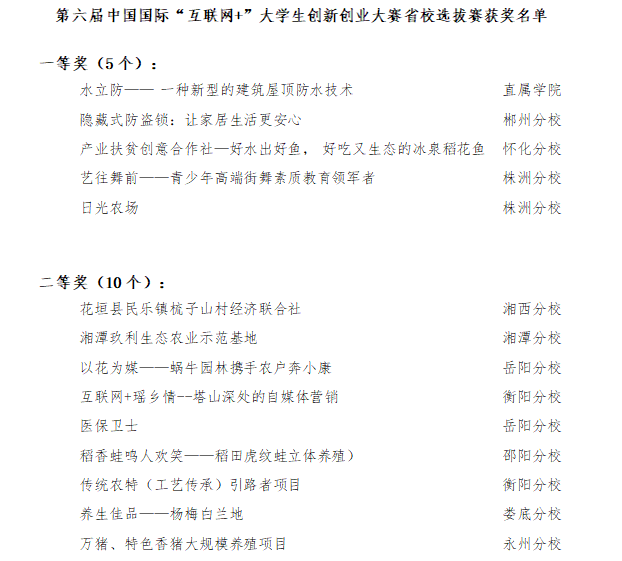 第六届中国国际“互联网+”大学生创新创业大赛省校选拔赛获奖名单
一等奖（5 个）：
水立防—— 一种新型的建筑屋顶防水技术 直属学院
隐藏式防盗锁：让家居生活更安心 郴州分校
产业扶贫创意合作社—好水出好鱼， 好吃又生态的冰泉稻花鱼 怀化分校
艺往舞前——青少年高端街舞素质教育领军者 株洲分校
日光农场 株洲分校
二等奖（10 个）：
花垣县民乐镇梳子山村经济联合社 湘西分校
湘潭玖利生态农业示范基地 湘潭分校
以花为媒——蜗牛园林携手农户奔小康 岳阳分校
互联网+瑶乡情--塔山深处的自媒体营销 衡阳分校
医保卫士 岳阳分校
稻香蛙鸣人欢笑——稻田虎纹蛙立体养殖） 邵阳分校
传统农特（工艺传承）引路者项目 衡阳分校
养生佳品——杨梅白兰地 娄底分校
万猪、特色香猪大规模养殖项目 永州分校